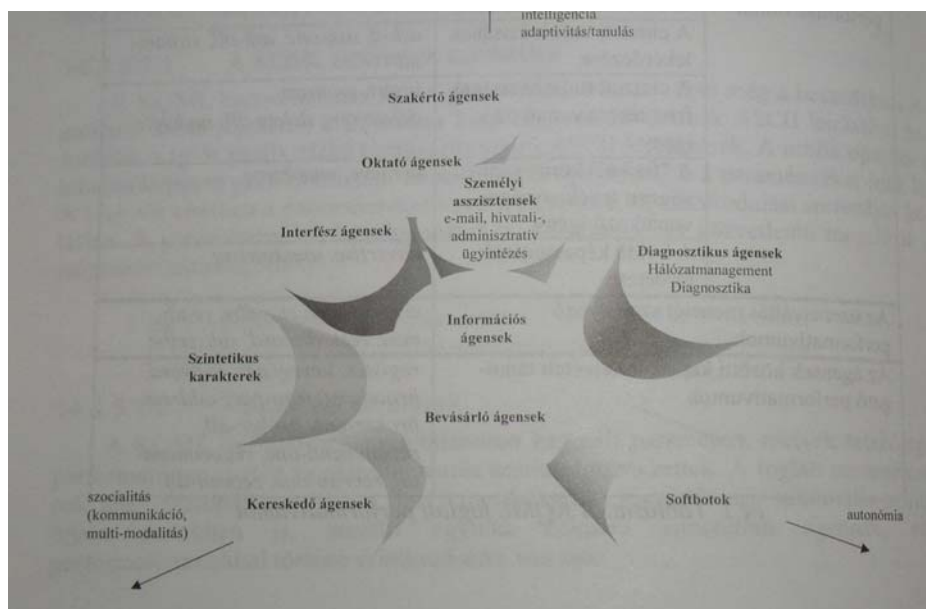 intelligencia
adaptivitás/tanulás
Szakértő ágensek
Oktató ágensek
Személyi
asszisztensek
e-mail, hivatali-,
adminisztratív
ügyintézés
Interfész ágensek
Diagnosztikus ágensek
Hálózatmanagement
Diagnosztika
Információs
ágensek
Szintetikus
karakterek
Bevásárló ágensek
szocialitás
(kommunikáció,
multi-modalitás)
Kereskedő ágensek
Softbotok
autonómia